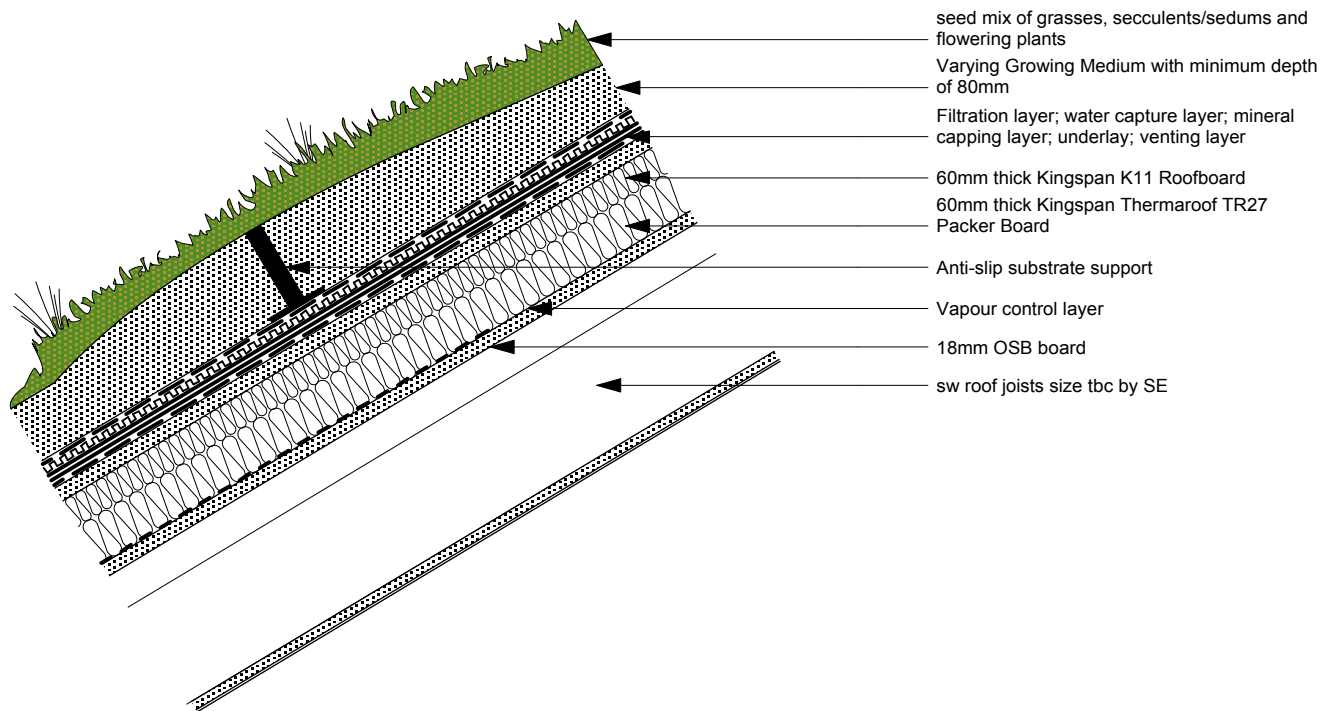 seed mix of grasses, secculents/sedums and
flowering plants
Varying Growing Medium with minimum depth
of 80mm
Filtration layer; water capture layer; mineral
capping layer; underlay; venting layer
60mm thick Kingspan K11 Roofboard
60mm thick Kingspan Thermaroof TR27
Packer Board
Anti-slip substrate support
Vapour control layer
18mm OSB board
sw roof joists size tbc by SE